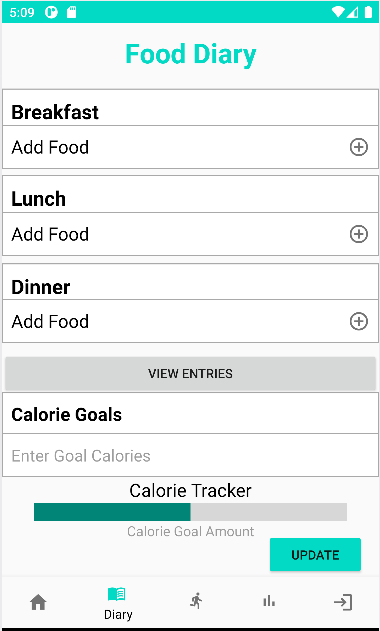 5:09
Food Diary
Breakfast
Add Food
Lunch
Add Food
Dinner
Add Food
VIEW ENTRIES
Calorie Goals
Enter Goal Calories
Calorie Tracker
Calorie Goal Amount
UPDATE
Diary